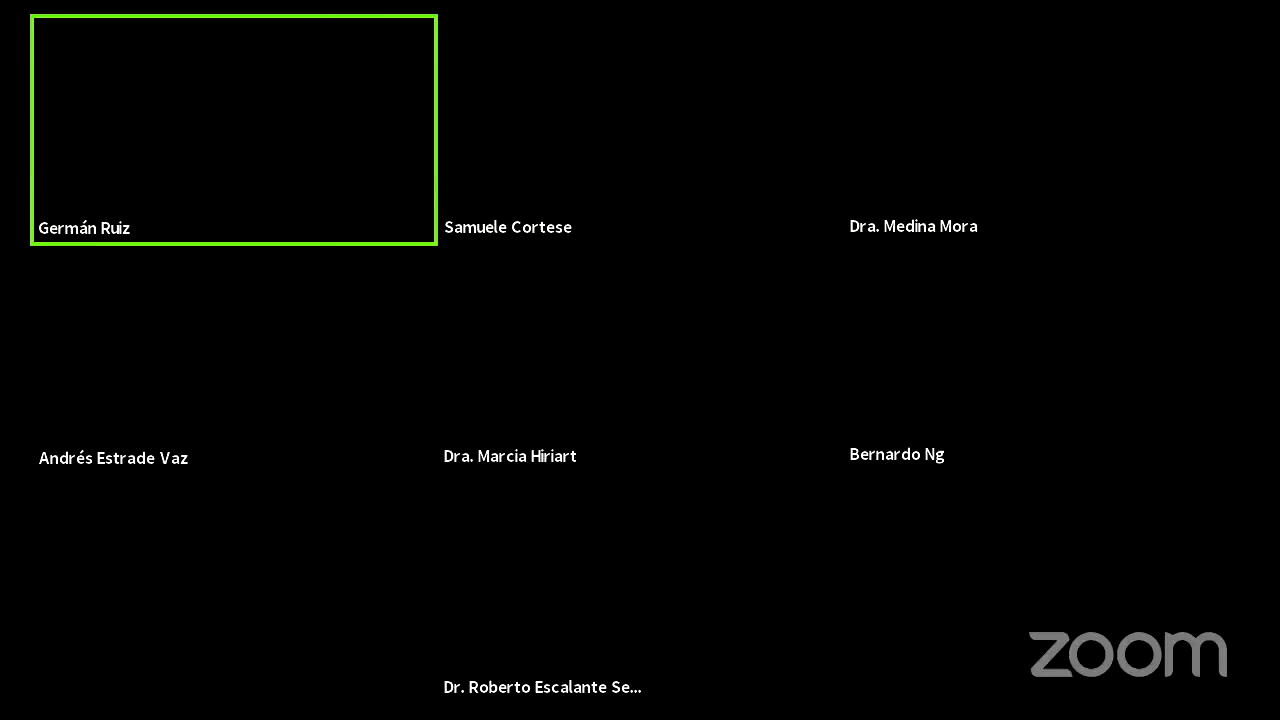 Germán Ruiz
Samuele Cortese
Dra. Medina Mora
Andrés Estrade Vaz
Dra. Marcia Hiriart
Bernardo Ng
Dr. Roberto Escalante Se...
zoom